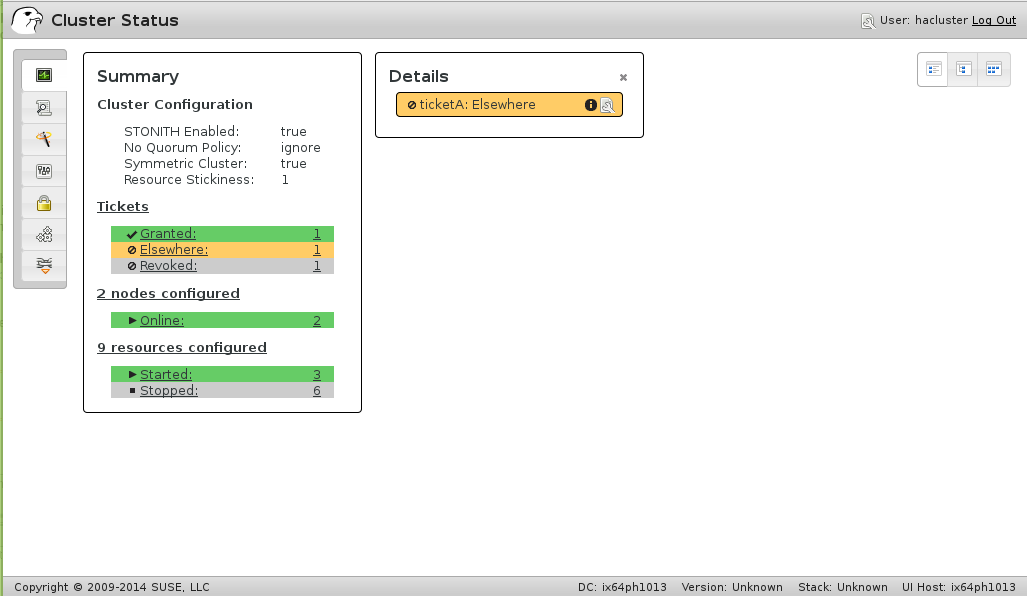 Cluster Status
User: hacluster Log Out
Summary
Cluster Configuration
STONITH Enabled: true
No Quorum Policy: ignore
Symmetric Cluster: true
Resource Stickiness: 1
Tickets
Granted: 1
Elsewhere: 1
Revoked: 1
2 nodes configured
Online: 2
9 resources configured
Started: 3
Stopped: 6
Details
ticketA: Elsewhere
Copyright © 2009-2014 SUSE, LLC
DC: ix64ph1013 Version: Unknown Stack: Unknown UI Host: ix64ph1013